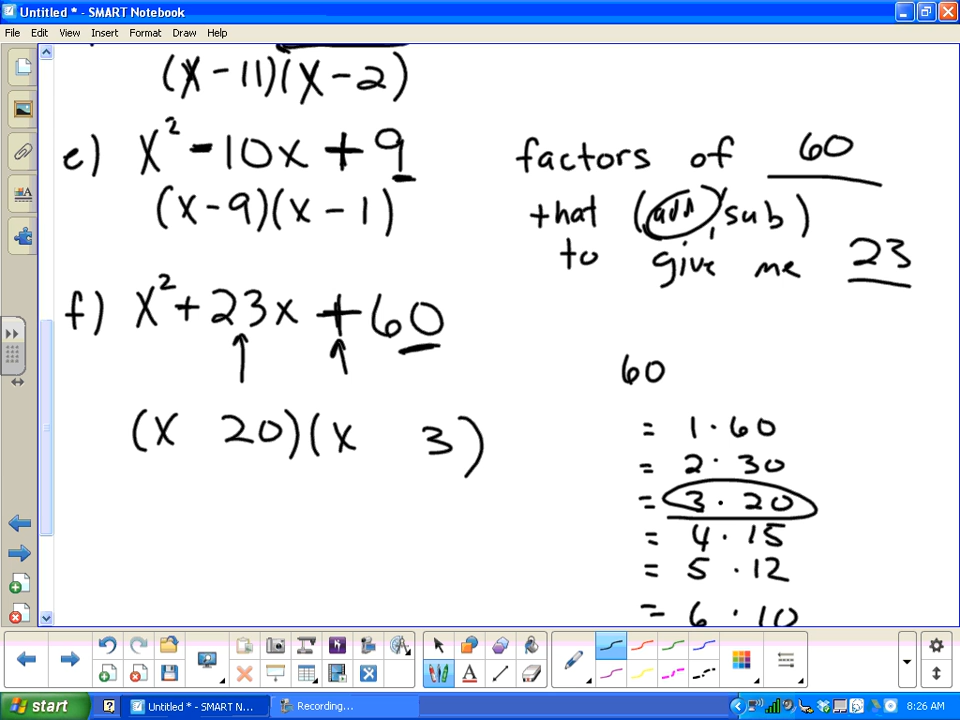 Untitled * - SMART Notebook
File Edit View Insert Format Draw Help
(x - 11)(x - 2)
e) x² - 10x + 9
(x - 9)(x - 1)
factors of 60
that (add/sub)
to give me 23
f) x² + 23x + 60
(x 20)(x 3)
60
= 1 · 60
= 2 · 30
= 3 · 20
= 4 · 15
= 5 · 12
= 6 · 10
start
Untitled * - SMART N...
Recording...
8:26 AM